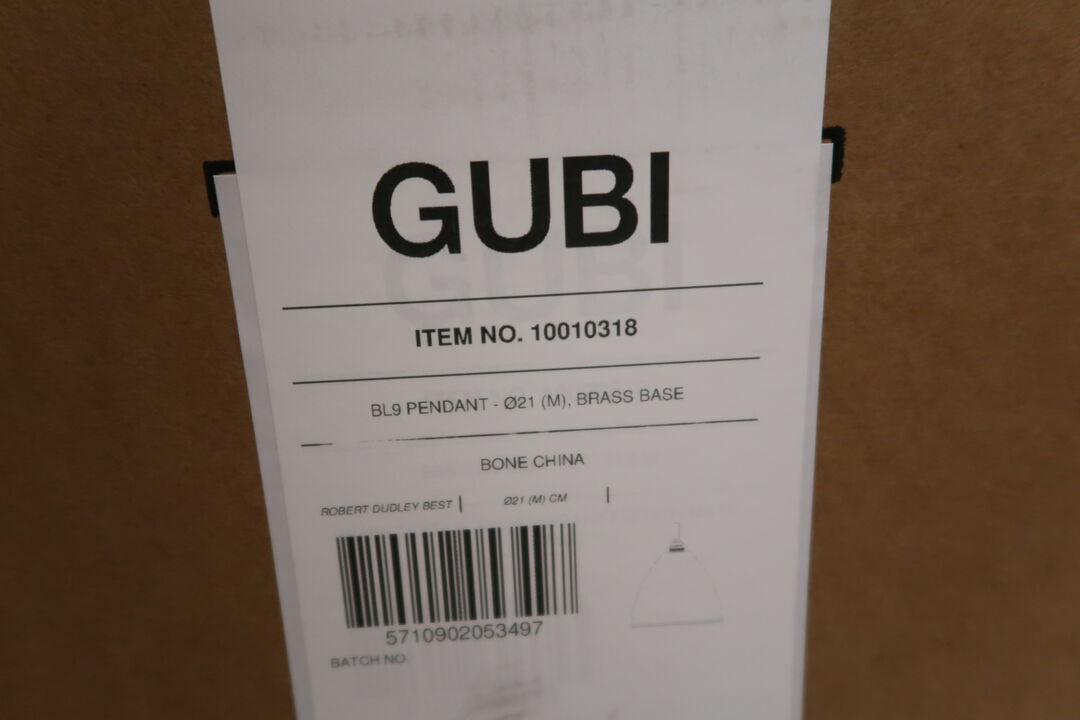 GUBI
ITEM NO. 10010318
BL9 PENDANT - Ø21 (M), BRASS BASE
BONE CHINA
ROBERT DUDLEY BEST | Ø21 (M) CM |
5710902053497
BATCH NO.